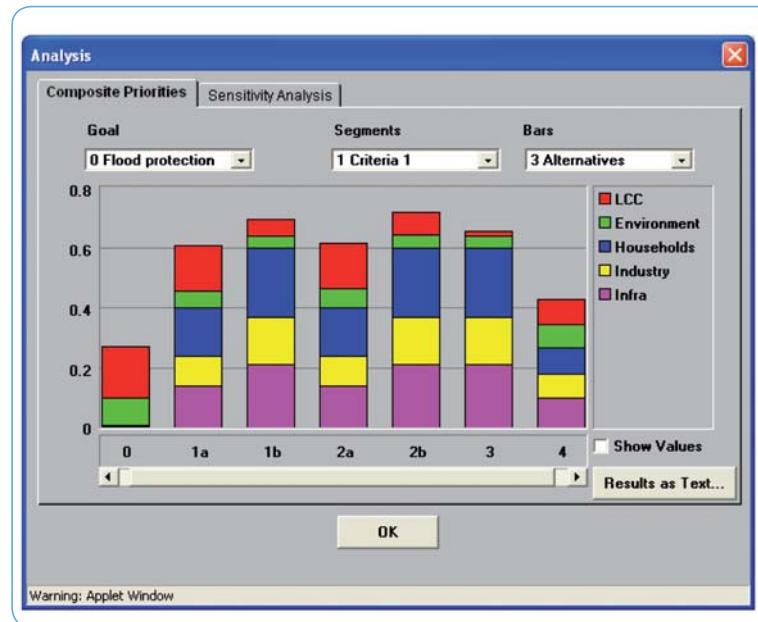 Analysis
Composite Priorities Sensitivity Analysis
Goal Segments Bars
0 Flood protection 1 Criteria 1 3 Alternatives
0.8
0.6
0.4
0.2
0
LCC
Environment
Households
Industry
Infra
0 1a 1b 2a 2b 3 4
Show Values
Results as Text...
OK
Warning: Applet Window